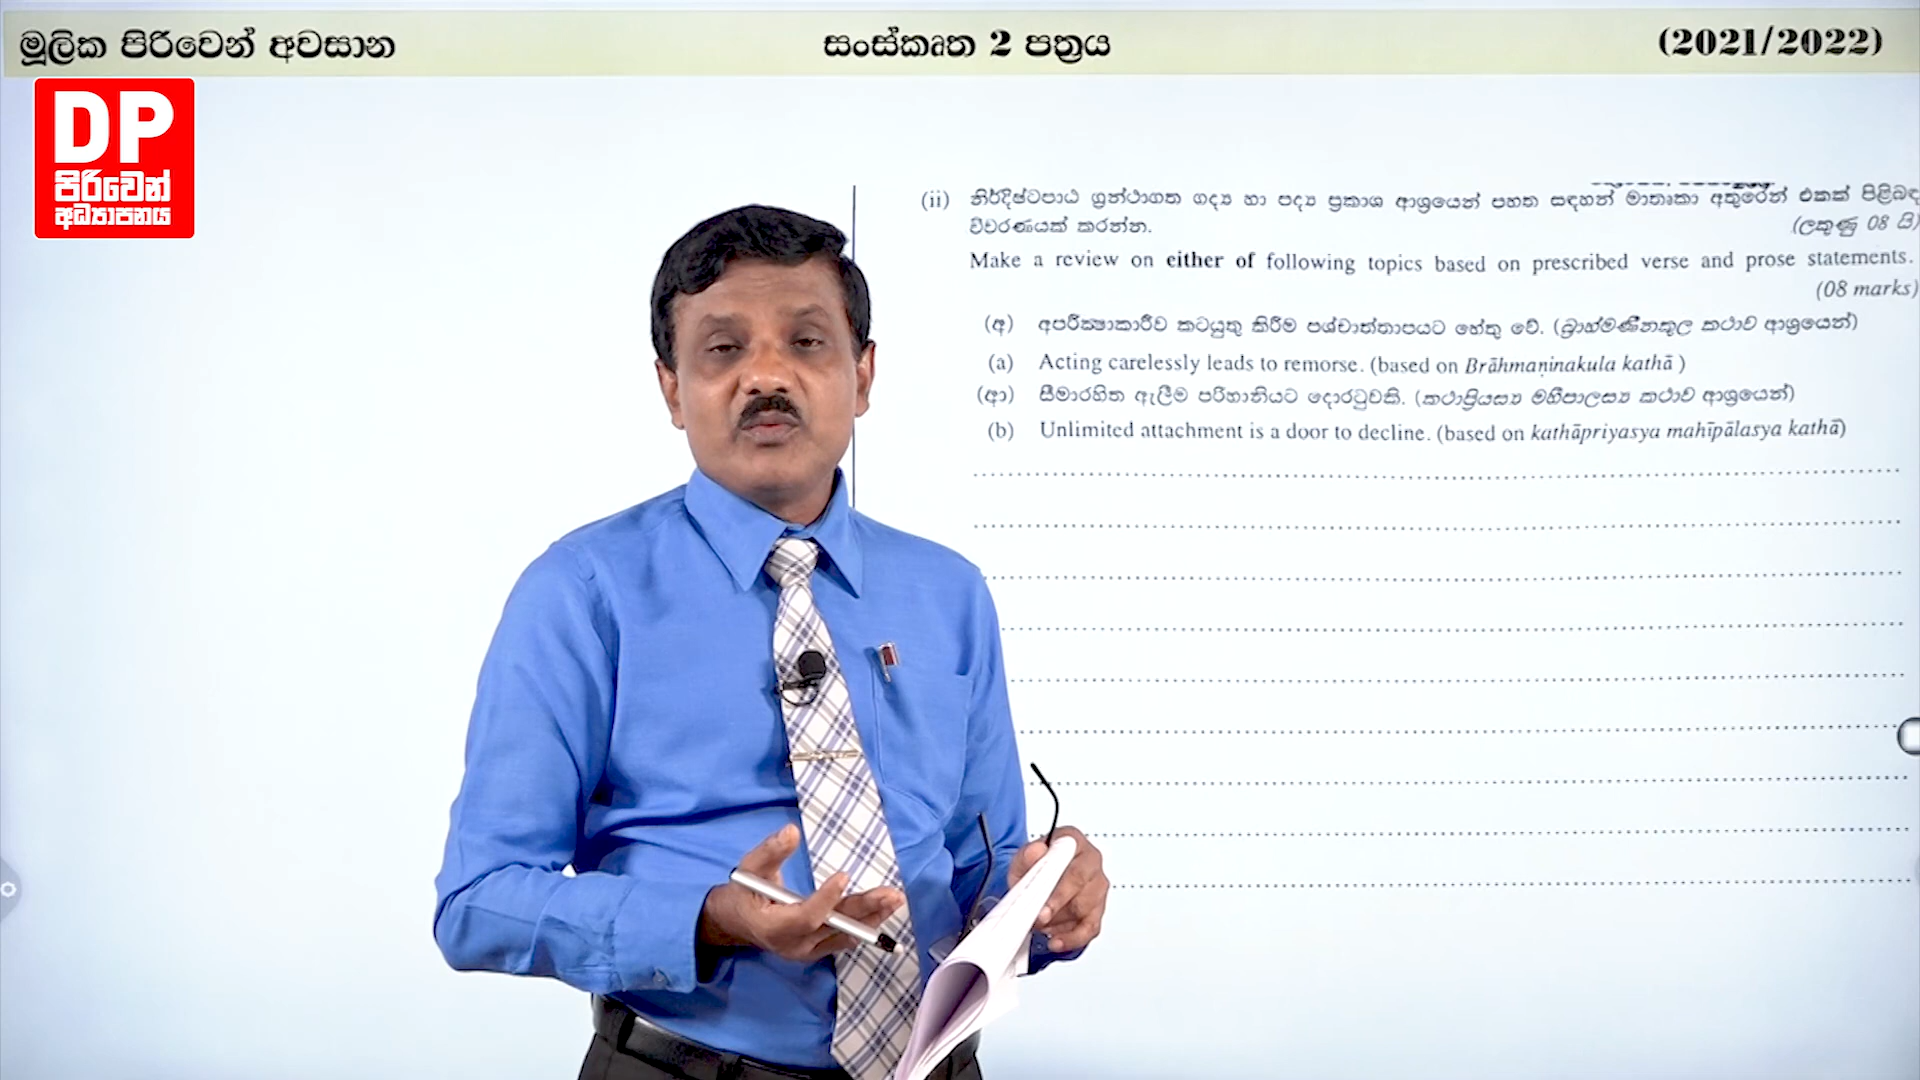 මූලික පිරිවෙන් අවසාන
සංස්කෘත 2 පත්‍රය
(2021/2022)
DP
පිරිවෙන්
අධ්‍යාපනය
(ii) නිර්දිෂ්ටපාඨ ග්‍රන්ථාගත ගද්‍ය හා පද්‍ය ප්‍රකාශ ආශ්‍රයෙන් පහත සඳහන් මාතෘකා අතුරෙන් එකක් පිළිබඳ
විවරණයක් කරන්න. (ලකුණු 08 යි)
Make a review on either of following topics based on prescribed verse and prose statements.
(08 marks)
(අ) අපරීක්‍ෂාකාරීව කටයුතු කිරීම පශ්චාත්තාපයට හේතු වේ. (බ්‍රාහ්මණීනකුල කථාව ආශ්‍රයෙන්)
(a) Acting carelessly leads to remorse. (based on Brāhmaṇinakula kathā )
(ආ) සීමාරහිත ඇලීම පරිහානියට දොරටුවකි. (කථාප්‍රියස්‍ය මහීපාලස්‍ය කථාව ආශ්‍රයෙන්)
(b) Unlimited attachment is a door to decline. (based on kathāpriyasya mahīpālasya kathā)